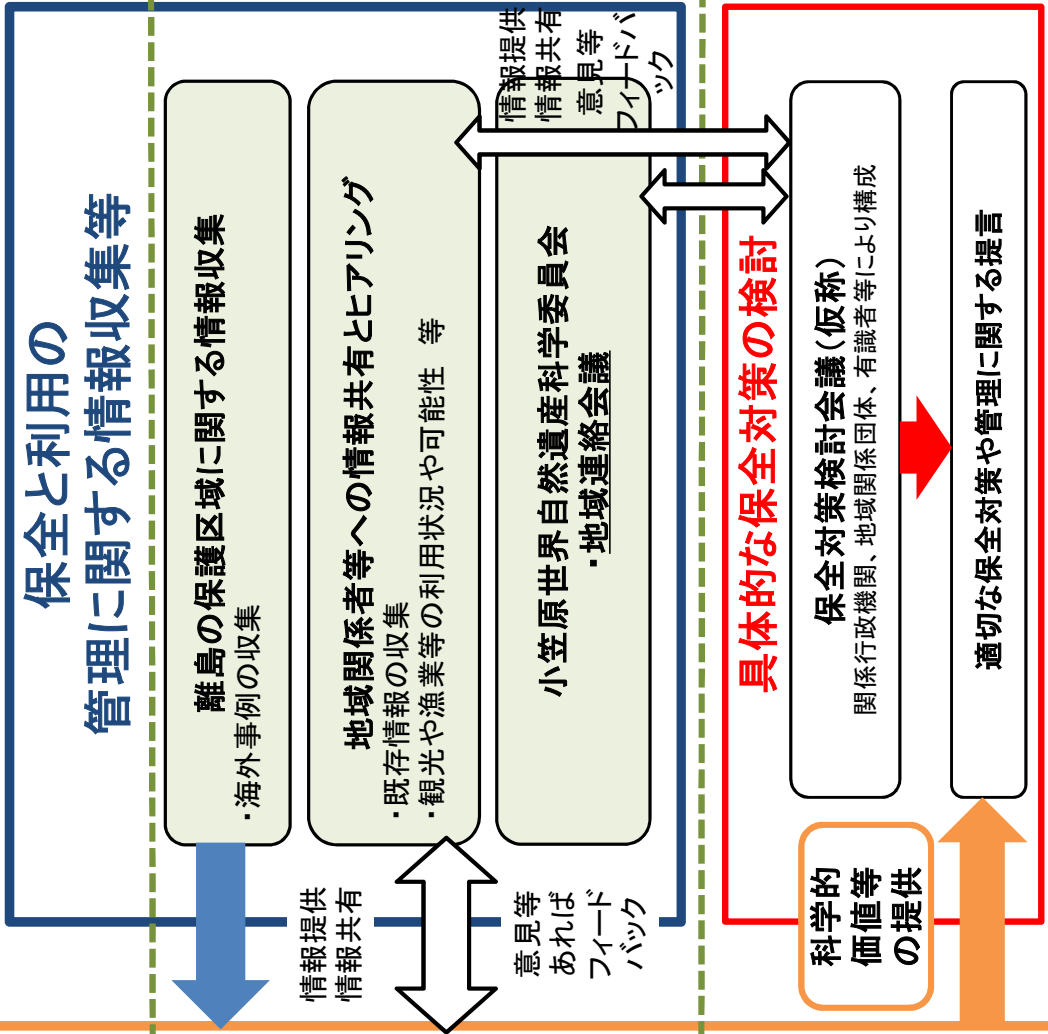 保全と利用の
管理に関する情報収集等
離島の保護区域に関する情報収集
・海外事例の収集
地域関係者等への情報共有とヒアリング
・既存情報の収集
・観光や漁業等の利用状況や可能性 等
小笠原世界自然遺産科学委員会
・地域連絡会議
情報提供
情報共有
意見等
フィードバ
ック
情報提供
情報共有
意見等
あれば
フィード
バック
具体的な保全対策の検討
保全対策検討会議(仮称)
関係行政機関、地域関係団体、有識者等により構成
適切な保全対策や管理に関する提言
科学的
価値等
の提供